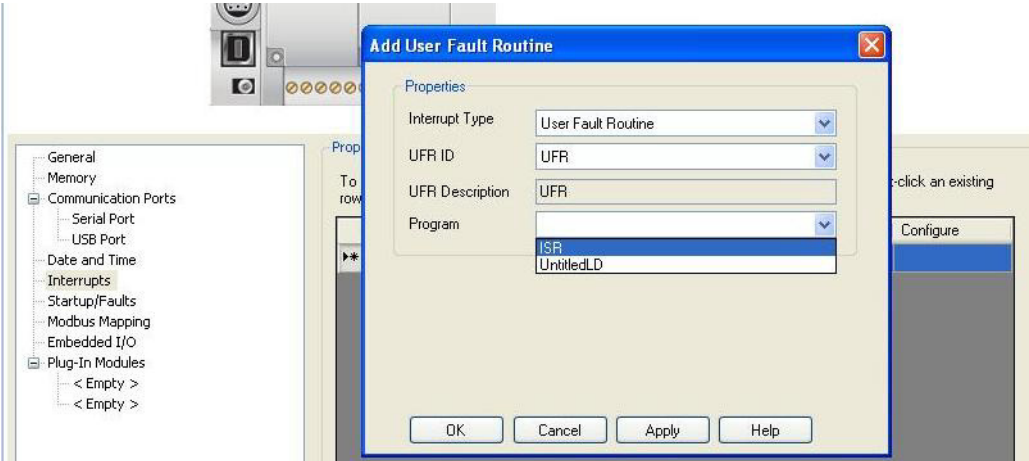 Add User Fault Routine
Properties
Interrupt Type
User Fault Routine
UFR ID
UFR
UFR Description
UFR
Program
ISR
UntitledLD
OK
Cancel
Apply
Help
General
Memory
Communication Ports
Serial Port
USB Port
Date and Time
Interrupts
Startup/Faults
Modbus Mapping
Embedded I/O
Plug-In Modules
< Empty >
< Empty >
Prop
To
row
-click an existing
Configure